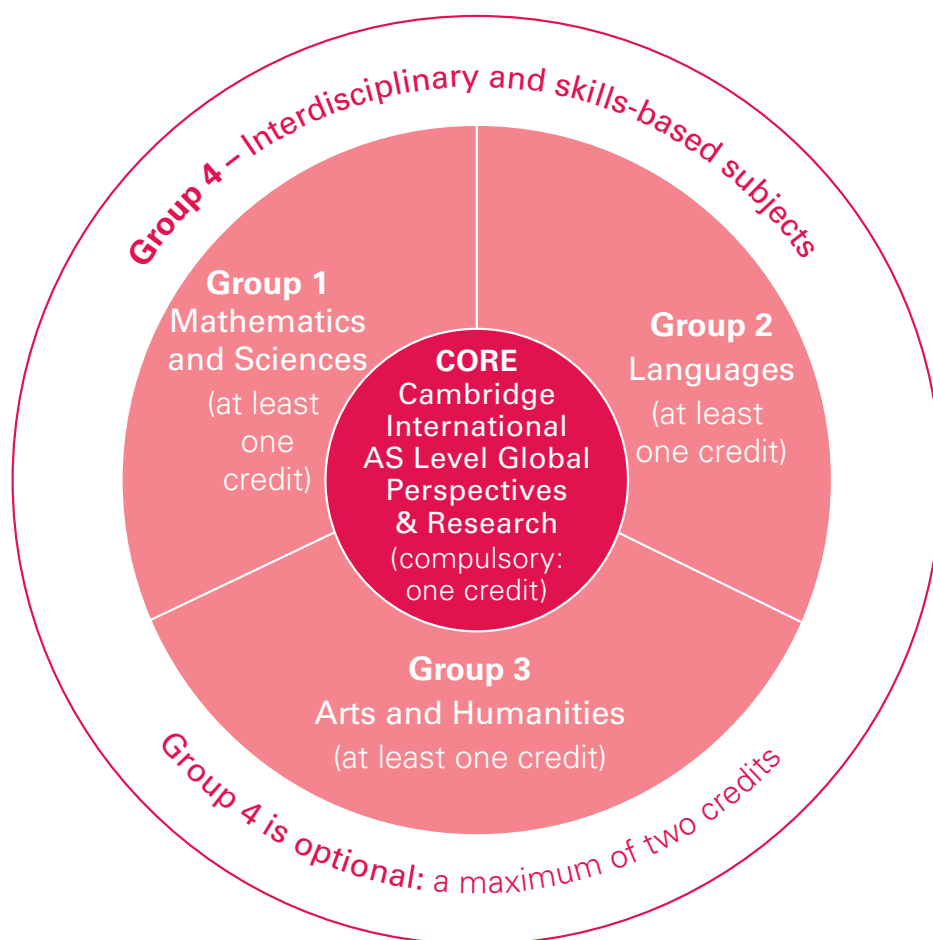 Group 4 – Interdisciplinary and skills-based subjects
Group 1
Mathematics
and Sciences
(at least
one
credit)
Group 2
Languages
(at least
one credit)
CORE
Cambridge
International
AS Level Global
Perspectives
& Research
(compulsory:
one credit)
Group 3
Arts and Humanities
(at least one credit)
Group 4 is optional: a maximum of two credits